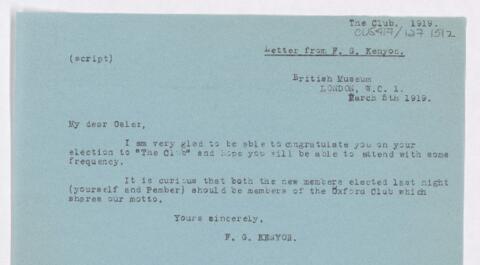 The Club. 1919.
CUS417/127.1512
Letter from F. G. Kenyon.
(script)
British Museum
LONDON, W.C. 1.
March 5th 1919.
My dear Osler,
I am very glad to be able to congratulate you on your
election to "The Club" and hope you will be able to attend with some
frequency.
It is curious that both the new members elected last night
(yourself and Pember) should be members of the Oxford Club which
shares our motto.
Yours sincerely,
F. G. KENYON.